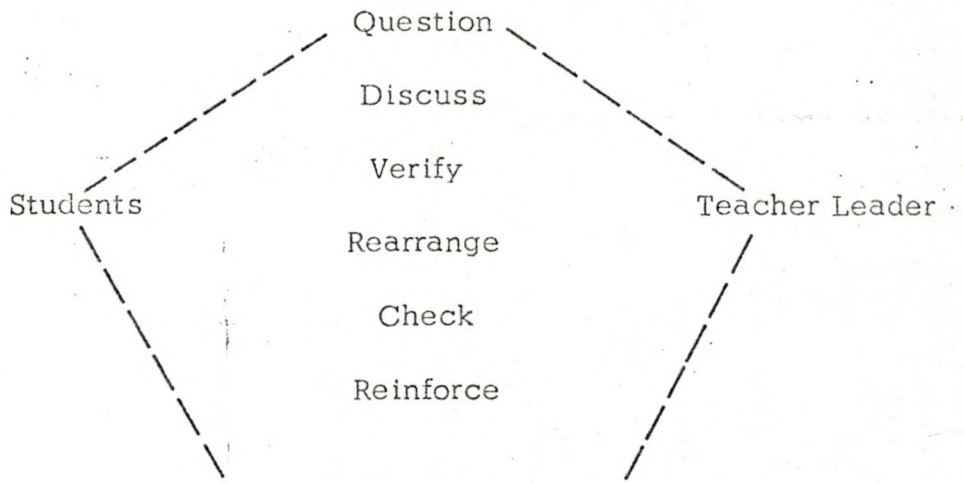 Question
Discuss
Verify
Students
Teacher Leader
Rearrange
Check
Reinforce